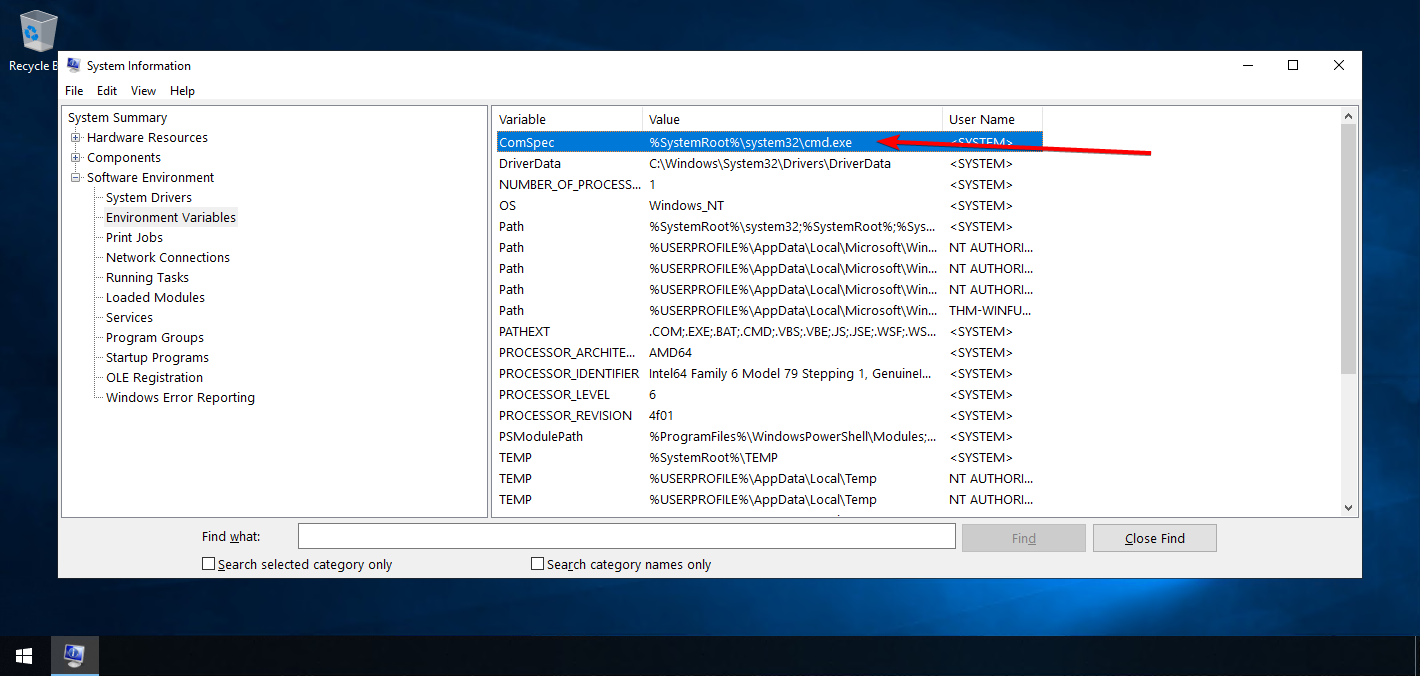 Recycle B
System Information
File Edit View Help
System Summary
Hardware Resources
Components
Software Environment
System Drivers
Environment Variables
Print Jobs
Network Connections
Running Tasks
Loaded Modules
Services
Program Groups
Startup Programs
OLE Registration
Windows Error Reporting
Variable Value User Name
ComSpec %SystemRoot%\system32\cmd.exe <SYSTEM>
DriverData C:\Windows\System32\Drivers\DriverData <SYSTEM>
NUMBER_OF_PROCESS... 1 <SYSTEM>
OS Windows_NT <SYSTEM>
Path %SystemRoot%\system32;%SystemRoot%;%Sys... <SYSTEM>
Path %USERPROFILE%\AppData\Local\Microsoft\Win... NT AUTHORI...
Path %USERPROFILE%\AppData\Local\Microsoft\Win... NT AUTHORI...
Path %USERPROFILE%\AppData\Local\Microsoft\Win... NT AUTHORI...
Path %USERPROFILE%\AppData\Local\Microsoft\Win... THM-WINFU...
PATHEXT .COM;.EXE;.BAT;.CMD;.VBS;.VBE;.JS;.JSE;.WSF;.WS... <SYSTEM>
PROCESSOR_ARCHITE... AMD64 <SYSTEM>
PROCESSOR_IDENTIFIER Intel64 Family 6 Model 79 Stepping 1, GenuineI... <SYSTEM>
PROCESSOR_LEVEL 6 <SYSTEM>
PROCESSOR_REVISION 4f01 <SYSTEM>
PSModulePath %ProgramFiles%\WindowsPowerShell\Modules;... <SYSTEM>
TEMP %SystemRoot%\TEMP <SYSTEM>
TEMP %USERPROFILE%\AppData\Local\Temp NT AUTHORI...
TEMP %USERPROFILE%\AppData\Local\Temp NT AUTHORI...
Find what: Find Close Find
Search selected category only Search category names only